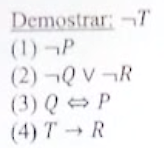 Demostrar: ¬T
(1) ¬P
(2) ¬Q ∨ ¬R
(3) Q ⇔ P
(4) T → R